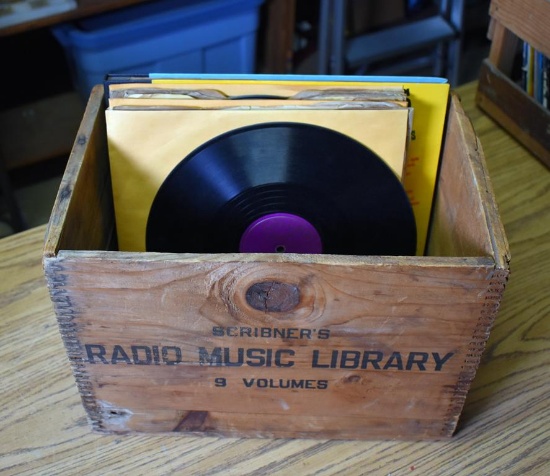 SCRIBNER'S
RADIO MUSIC LIBRARY
9 VOLUMES